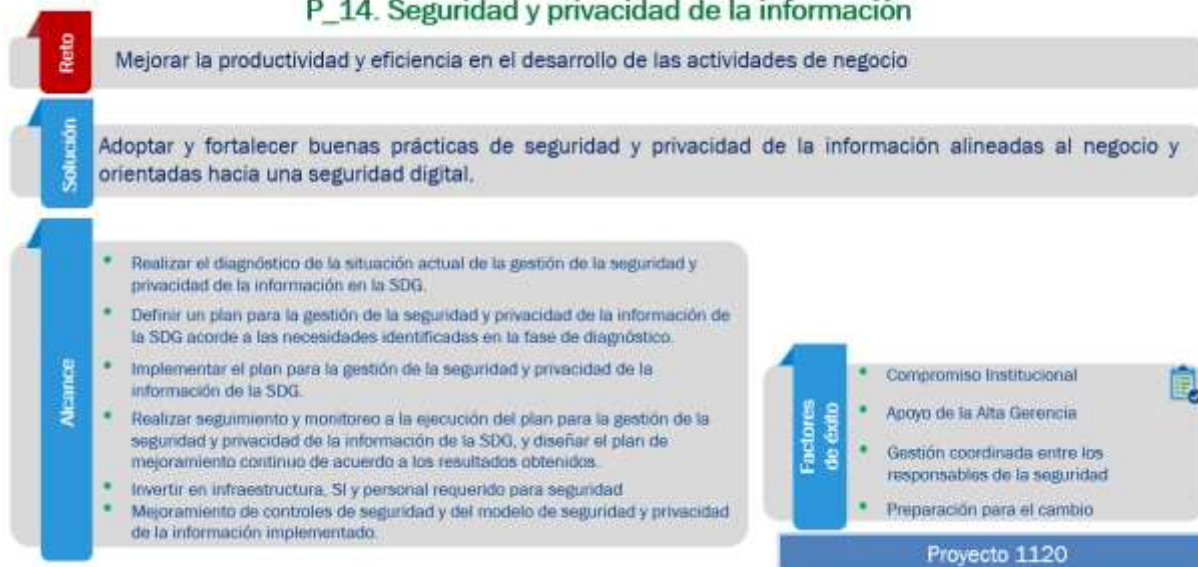 P_14. Seguridad y privacidad de la información
Reto
Mejorar la productividad y eficiencia en el desarrollo de las actividades de negocio
Solución
Adoptar y fortalecer buenas prácticas de seguridad y privacidad de la información alineadas al negocio y
orientadas hacia una seguridad digital.
Alcance
Realizar el diagnóstico de la situación actual de la gestión de la seguridad y
privacidad de la información en la SDG.
Definir un plan para la gestión de la seguridad y privacidad de la información de
la SDG acorde a las necesidades identificadas en la fase de diagnóstico.
Implementar el plan para la gestión de la seguridad y privacidad de la
información de la SDG.
Realizar seguimiento y monitoreo a la ejecución del plan para la gestión de la
seguridad y privacidad de la información de la SDG, y diseñar el plan de
mejoramiento continuo de acuerdo a los resultados obtenidos.
Invertir en infraestructura, SI y personal requerido para seguridad
Mejoramiento de controles de seguridad y del modelo de seguridad y privacidad
de la información implementado.
Factores
de éxito
Compromiso Institucional
Apoyo de la Alta Gerencia
Gestión coordinada entre los
responsables de la seguridad
Preparación para el cambio
Proyecto 1120